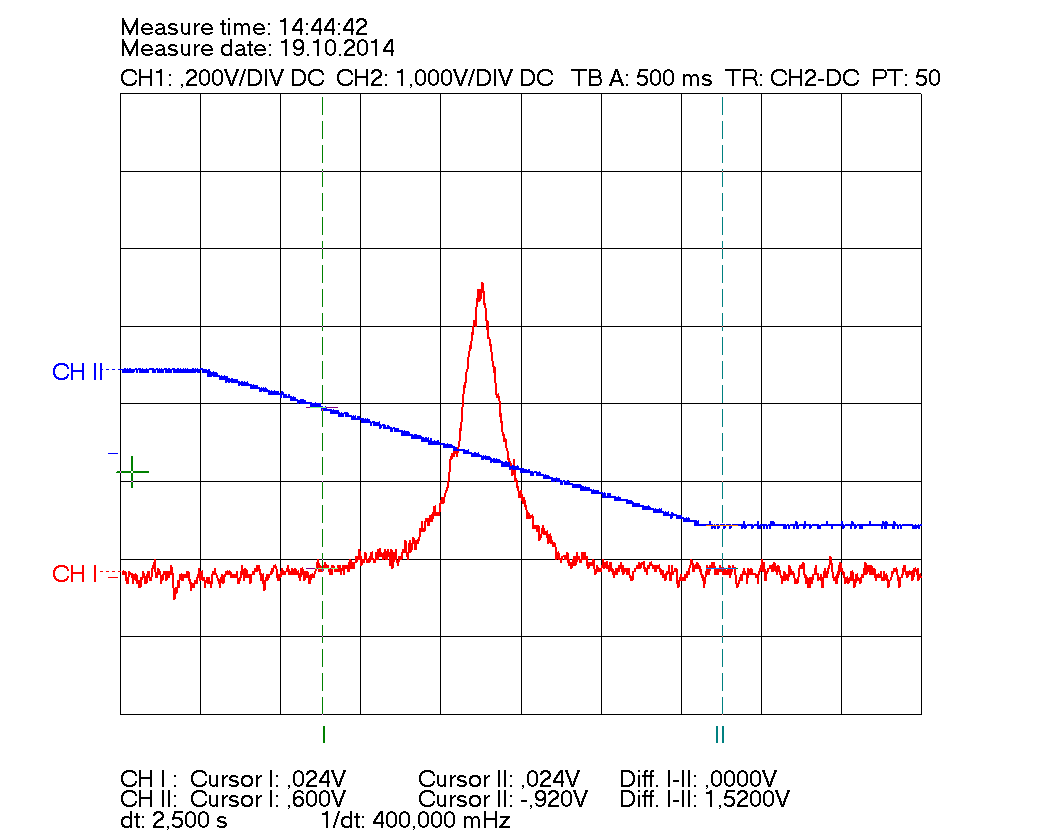 Measure time: 14:44:42
Measure date: 19.10.2014
CH1: ,200V/DIV DC CH2: 1,000V/DIV DC TB A: 500 ms TR: CH2-DC PT: 50
CH II
CH I
I II
CH I : Cursor I: ,024V Cursor II: ,024V Diff. I-II: ,0000V
CH II: Cursor I: ,600V Cursor II: -,920V Diff. I-II: 1,5200V
dt: 2,500 s 1/dt: 400,000 mHz